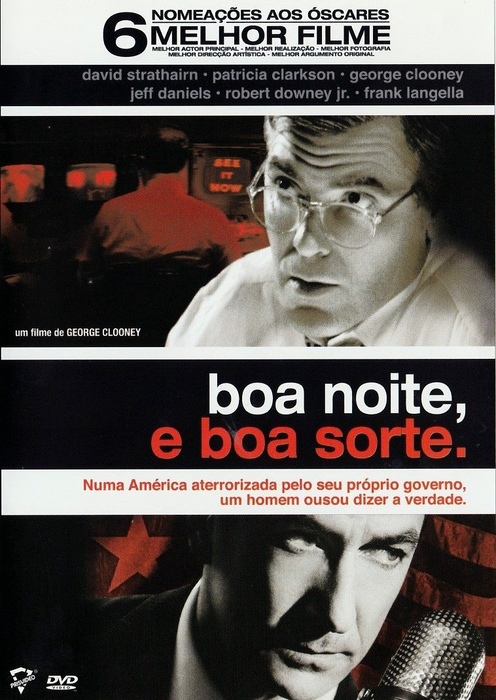 6 NOMEAÇÕES AOS ÓSCARES
MELHOR FILME
MELHOR ACTOR PRINCIPAL - MELHOR REALIZAÇÃO - MELHOR FOTOGRAFIA
MELHOR DIRECÇÃO ARTÍSTICA - MELHOR ARGUMENTO ORIGINAL
david strathairn · patricia clarkson · george clooney
jeff daniels · robert downey jr. · frank langella
SEE
IT
NOW
um filme de GEORGE CLOONEY
boa noite,
e boa sorte.
Numa América aterrorizada pelo seu próprio governo,
um homem ousou dizer a verdade.
PRISVIDEO
DVD
VIDEO